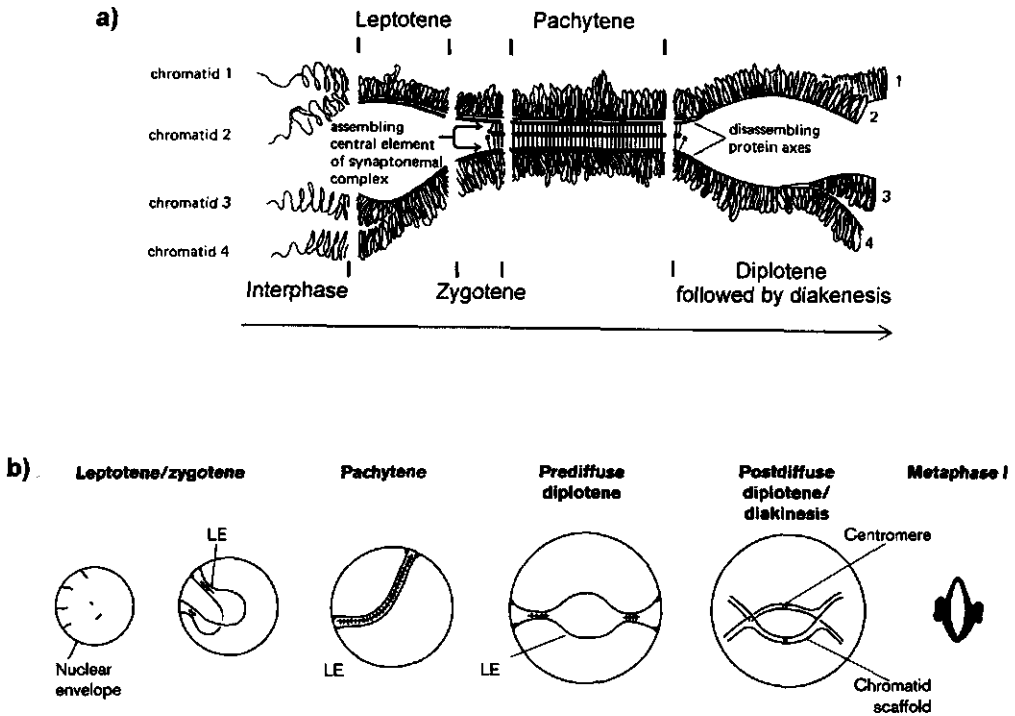 a)
Leptotene
Pachytene
chromatid 1
chromatid 2
assembling
central element
of synaptonemal
complex
disassembling
protein axes
1
2
chromatid 3
chromatid 4
3
4
Interphase
Zygotene
Diplotene
followed by diakenesis
b)
Leptotene/zygotene
Pachytene
Prediffuse
diplotene
Postdiffuse
diplotene/
diakinesis
Metaphase I
LE
Centromere
Nuclear
envelope
LE
LE
Chromatid
scaffold